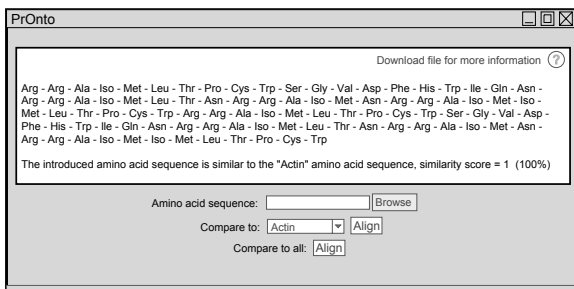 PrOnto
Download file for more information ?
Arg - Arg - Ala - Iso - Met - Leu - Thr - Pro - Cys - Trp - Ser - Gly - Val - Asp - Phe - His - Trp - Ile - Gln - Asn -
Arg - Arg - Ala - Iso - Met - Leu - Thr - Asn - Arg - Arg - Ala - Iso - Met - Asn - Arg - Arg - Ala - Iso - Met - Iso -
Met - Leu - Thr - Pro - Cys - Trp - Arg - Arg - Ala - Iso - Met - Leu - Thr - Pro - Cys - Trp - Ser - Gly - Val - Asp -
Phe - His - Trp - Ile - Gln - Asn - Arg - Arg - Ala - Iso - Met - Leu - Thr - Asn - Arg - Arg - Ala - Iso - Met - Asn -
Arg - Arg - Ala - Iso - Met - Iso - Met - Leu - Thr - Pro - Cys - Trp
The introduced amino acid sequence is similar to the "Actin" amino acid sequence, similarity score = 1 (100%)
Amino acid sequence: Browse
Compare to: Actin Align
Compare to all: Align